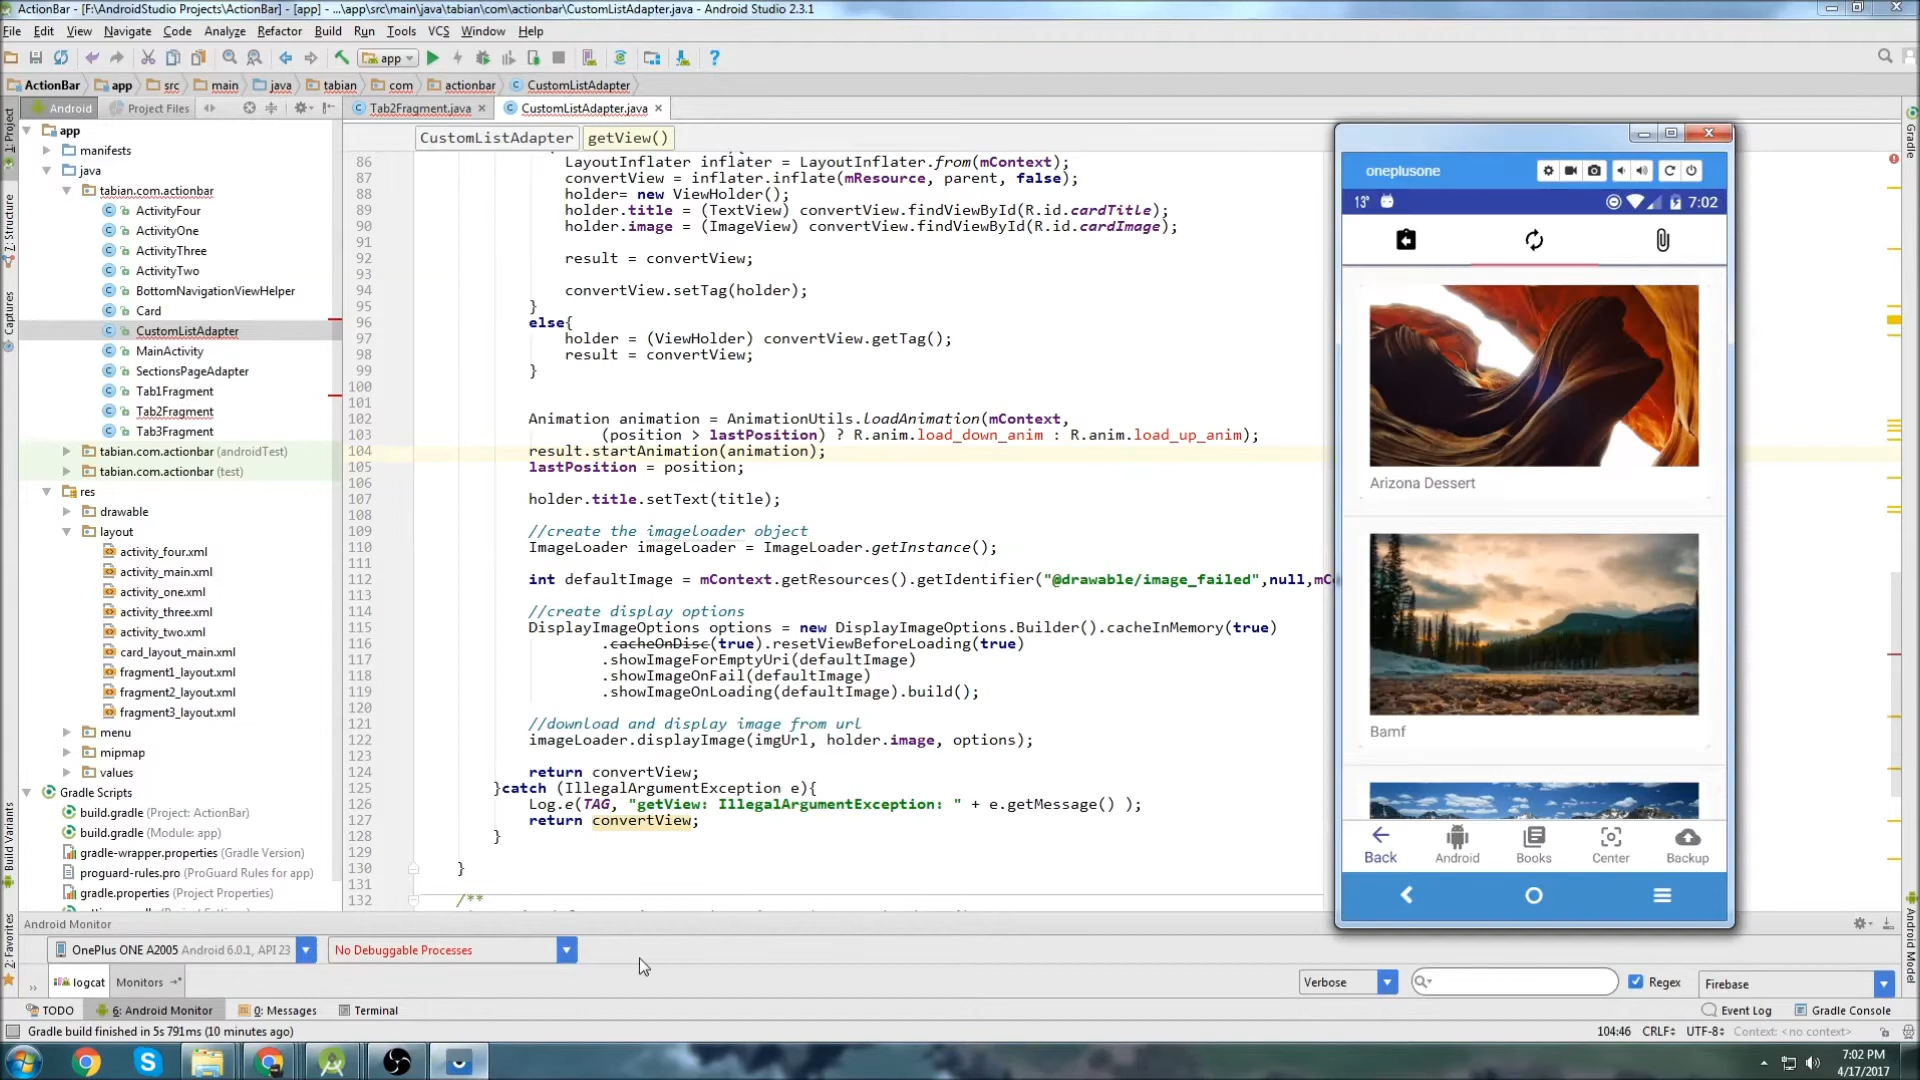 ActionBar - [F:\AndroidStudio Projects\ActionBar] - [app] - ...\app\src\main\java\tabian\com\actionbar\CustomListAdapter.java - Android Studio 2.3.1
File Edit View Navigate Code Analyze Refactor Build Run Tools VCS Window Help
app
ActionBar app src main java tabian com actionbar CustomListAdapter
Android Project Files
Tab2Fragment.java CustomListAdapter.java
CustomListAdapter getView()
1: Project
Z: Structure
Captures
Build Variants
2: Favorites
app
manifests
java
tabian.com.actionbar
ActivityFour
ActivityOne
ActivityThree
ActivityTwo
BottomNavigationViewHelper
Card
CustomListAdapter
MainActivity
SectionsPageAdapter
Tab1Fragment
Tab2Fragment
Tab3Fragment
tabian.com.actionbar (androidTest)
tabian.com.actionbar (test)
res
drawable
layout
activity_four.xml
activity_main.xml
activity_one.xml
activity_three.xml
activity_two.xml
card_layout_main.xml
fragment1_layout.xml
fragment2_layout.xml
fragment3_layout.xml
menu
mipmap
values
Gradle Scripts
build.gradle (Project: ActionBar)
build.gradle (Module: app)
gradle-wrapper.properties (Gradle Version)
proguard-rules.pro (ProGuard Rules for app)
gradle.properties (Project Properties)
86 LayoutInflater inflater = LayoutInflater.from(mContext);
87 convertView = inflater.inflate(mResource, parent, false);
88 holder= new ViewHolder();
89 holder.title = (TextView) convertView.findViewById(R.id.cardTitle);
90 holder.image = (ImageView) convertView.findViewById(R.id.cardImage);
91
92 result = convertView;
93
94 convertView.setTag(holder);
95 }
96 else{
97 holder = (ViewHolder) convertView.getTag();
98 result = convertView;
99 }
100
101
102 Animation animation = AnimationUtils.loadAnimation(mContext,
103 (position > lastPosition) ? R.anim.load_down_anim : R.anim.load_up_anim);
104 result.startAnimation(animation);
105 lastPosition = position;
106
107 holder.title.setText(title);
108
109 //create the imageloader object
110 ImageLoader imageLoader = ImageLoader.getInstance();
111
112 int defaultImage = mContext.getResources().getIdentifier("@drawable/image_failed",null,mCo
113
114 //create display options
115 DisplayImageOptions options = new DisplayImageOptions.Builder().cacheInMemory(true)
116 .cacheOnDisc(true).resetViewBeforeLoading(true)
117 .showImageForEmptyUri(defaultImage)
118 .showImageOnFail(defaultImage)
119 .showImageOnLoading(defaultImage).build();
120
121 //download and display image from url
122 imageLoader.displayImage(imgUrl, holder.image, options);
123
124 return convertView;
125 }catch (IllegalArgumentException e){
126 Log.e(TAG, "getView: IllegalArgumentException: " + e.getMessage() );
127 return convertView;
128 }
129
130 }
131
132 /**
oneplusone
13° 7:02
Arizona Dessert
Bamf
Back Android Books Center Backup
Gradle
Android Model
Android Monitor
OnePlus ONE A2005 Android 6.0.1, API 23 No Debuggable Processes
logcat Monitors
Verbose Regex Firebase
TODO 6: Android Monitor 0: Messages Terminal Event Log Gradle Console
Gradle build finished in 5s 791ms (10 minutes ago) 104:46 CRLF UTF-8 Context: <no context>
7:02 PM
4/17/2017